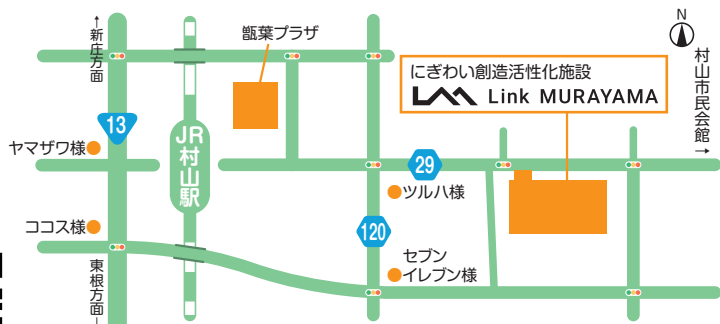 ←新庄方面
甑葉プラザ
N
村山市民会館→
にぎわい創造活性化施設
Link MURAYAMA
13
JR村山駅
ヤマザワ様
29
ツルハ様
ココス様
120
セブン
イレブン様
東根方面→